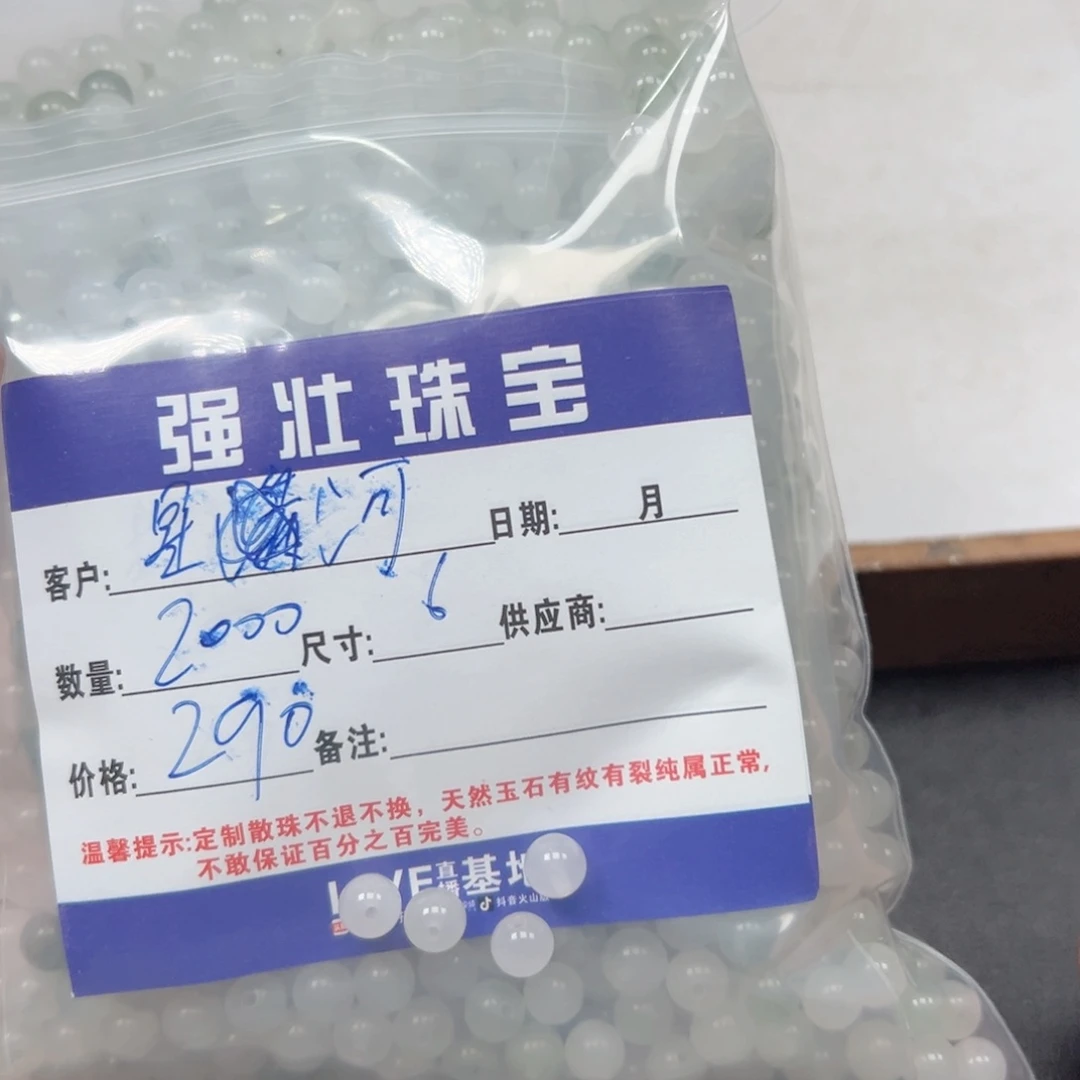 强壮珠宝
客户: 星河 日期: 月
数量: 2000 尺寸: 6 供应商:
价格: 290 备注:
温馨提示:定制散珠不退不换，天然玉石有纹有裂纯属正常,
不敢保证百分之百完美。
直播基地
抖音火山版